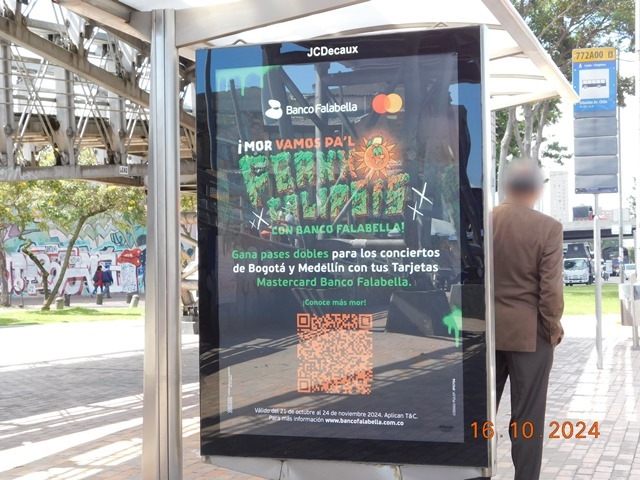 JCDecaux
Banco Falabella
¡MOR VAMOS PA'L
FERXXO
CALIPSIS
CON BANCO FALABELLA!
Gana pases dobles para los conciertos
de Bogotá y Medellín con tus Tarjetas
Mastercard Banco Falabella.
¡Conoce más mor!
Válido del 21 de octubre al 24 de noviembre 2024. Aplican T&C.
Para más información www.bancofalabella.com.co
772A00
16.10.2024